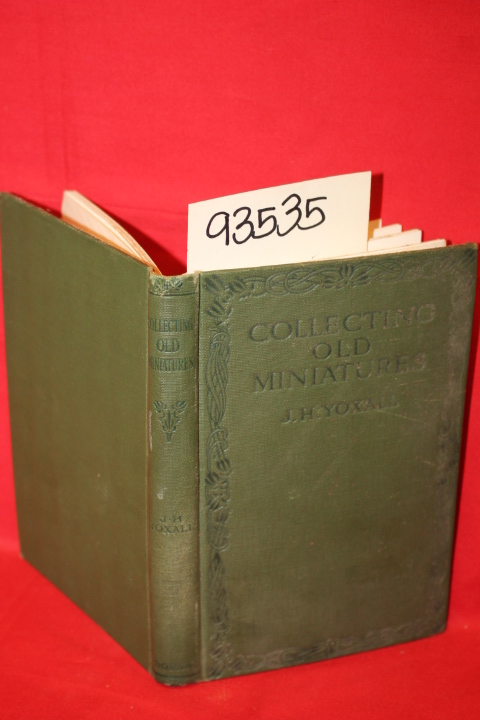 93535
COLLECTING
OLD
MINIATURES
J. H. YOXALL
COLLECTING
OLD
MINIATURES
J·H
YOXALL